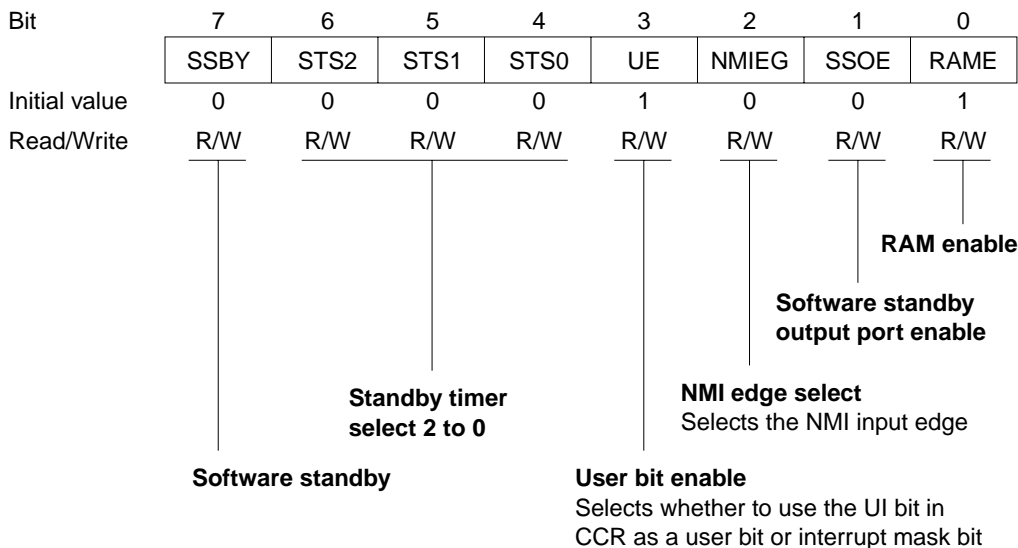 Bit 7 6 5 4 3 2 1 0
SSBY STS2 STS1 STS0 UE NMIEG SSOE RAME
Initial value 0 0 0 0 1 0 0 1
Read/Write R/W R/W R/W R/W R/W R/W R/W R/W
RAM enable
Software standby
output port enable
NMI edge select
Selects the NMI input edge
Standby timer
select 2 to 0
Software standby
User bit enable
Selects whether to use the UI bit in
CCR as a user bit or interrupt mask bit